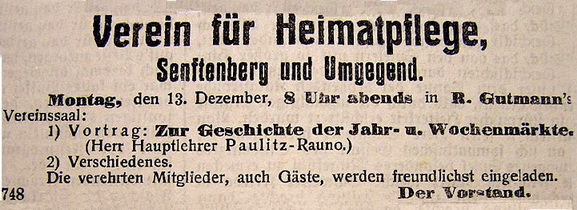 Verein für Heimatpflege,
Senftenberg und Umgegend.
Montag, den 13. Dezember, 8 Uhr abends in R. Gutmann's
Vereinssaal:
1) Vortrag: Zur Geschichte der Jahr- u. Wochenmärkte.
(Herr Hauptlehrer Paulitz-Rauno.)
2) Verschiedenes.
Die verehrten Mitglieder, auch Gäste, werden freundlichst eingeladen.
748 Der Vorstand.